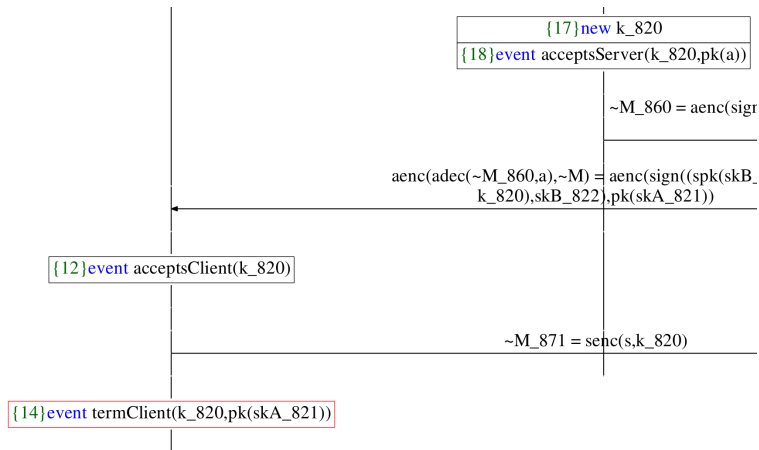 {17}new k_820
{18}event acceptsServer(k_820,pk(a))
~M_860 = aenc(sign
aenc(adec(~M_860,a),~M) = aenc(sign((spk(skB_
k_820),skB_822),pk(skA_821))
{12}event acceptsClient(k_820)
~M_871 = senc(s,k_820)
{14}event termClient(k_820,pk(skA_821))